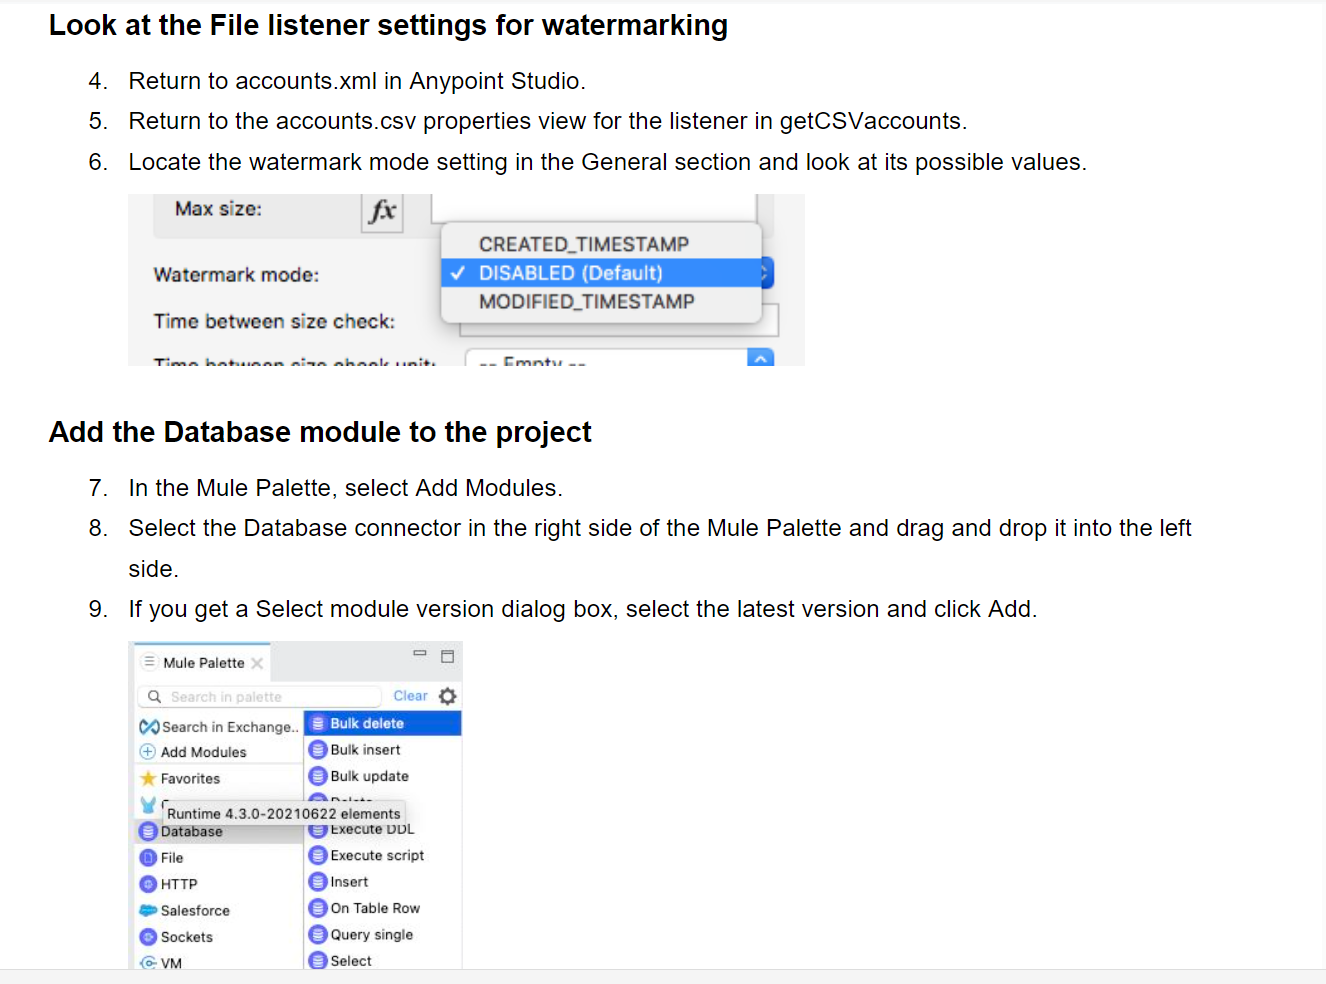 Look at the File listener settings for watermarking
4. Return to accounts.xml in Anypoint Studio.
5. Return to the accounts.csv properties view for the listener in getCSVaccounts.
6. Locate the watermark mode setting in the General section and look at its possible values.
Max size:
fx
CREATED_TIMESTAMP
Watermark mode:
✓ DISABLED (Default)
MODIFIED_TIMESTAMP
Time between size check:
Time between size check unit:
-- Empty --
Add the Database module to the project
7. In the Mule Palette, select Add Modules.
8. Select the Database connector in the right side of the Mule Palette and drag and drop it into the left
side.
9. If you get a Select module version dialog box, select the latest version and click Add.
Mule Palette
Search in palette
Clear
Search in Exchange..
Add Modules
Favorites
Runtime 4.3.0-20210622 elements
Database
File
HTTP
Salesforce
Sockets
VM
Bulk delete
Bulk insert
Bulk update
Delete
Execute DDL
Execute script
Insert
On Table Row
Query single
Select